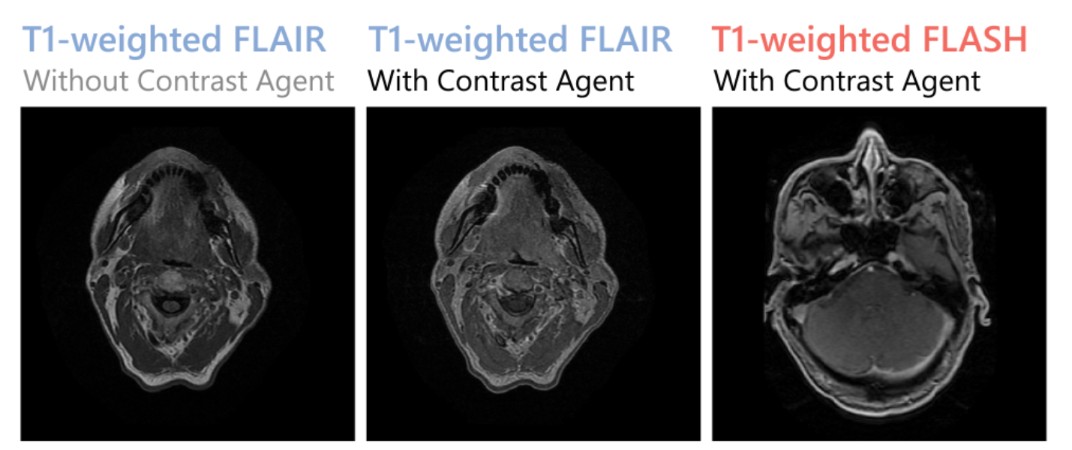 T1-weighted FLAIR
Without Contrast Agent
T1-weighted FLAIR
With Contrast Agent
T1-weighted FLASH
With Contrast Agent